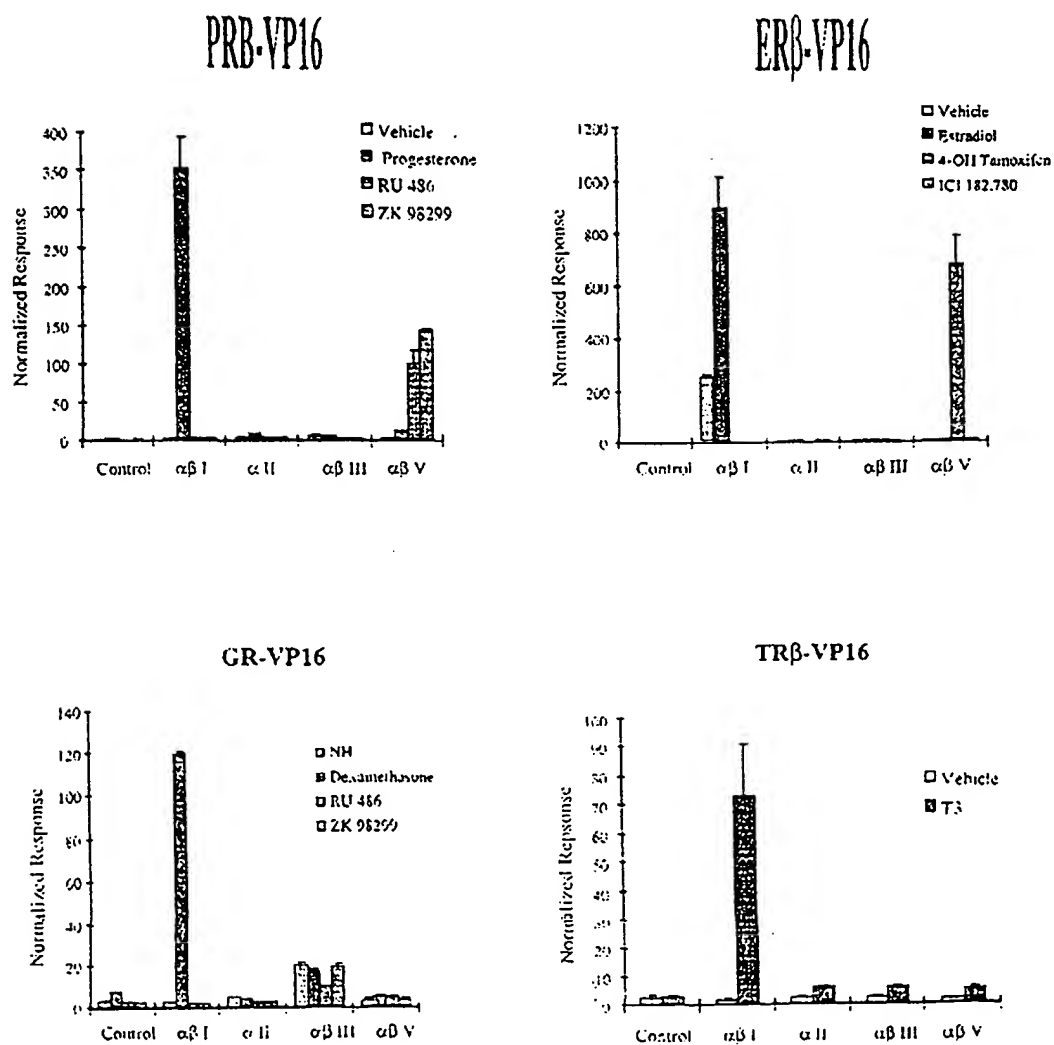 PRB-VP16
400
350
300
250
200
150
100
50
0
Normalized Response
Vehicle
Progesterone
RU 486
ZK 98299
Control αβ I α II αβ III αβ V
ERβ-VP16
1200
1000
800
600
400
200
0
Normalized Response
Vehicle
Estradiol
4-OH Tamoxifen
ICI 182.780
Control αβ I α II αβ III αβ V
GR-VP16
140
120
100
80
60
40
20
0
Normalized Response
NH
Dexamethasone
RU 486
ZK 98299
Control αβ I α II αβ III αβ V
TRβ-VP16
100
90
80
70
60
50
40
30
20
10
0
Normalized Repsonse
Vehicle
T3
Control αβ I α II αβ III αβ V